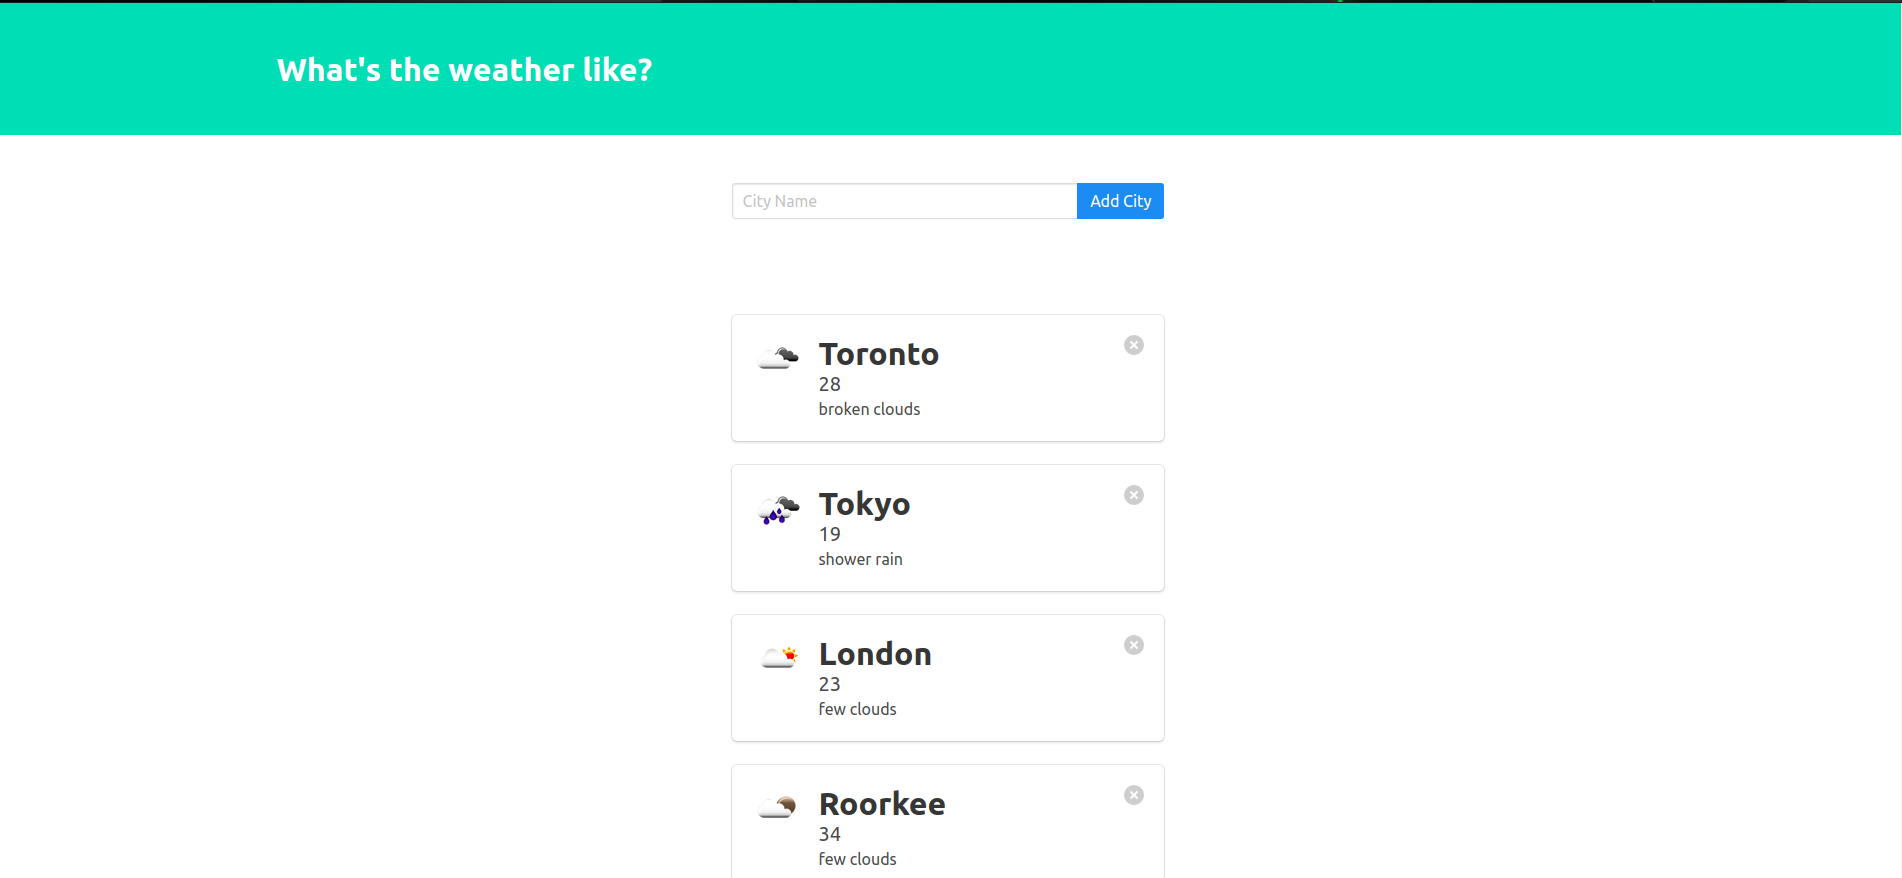 What's the weather like?
City Name
Add City
Toronto
28
broken clouds
Tokyo
19
shower rain
London
23
few clouds
Roorkee
34
few clouds